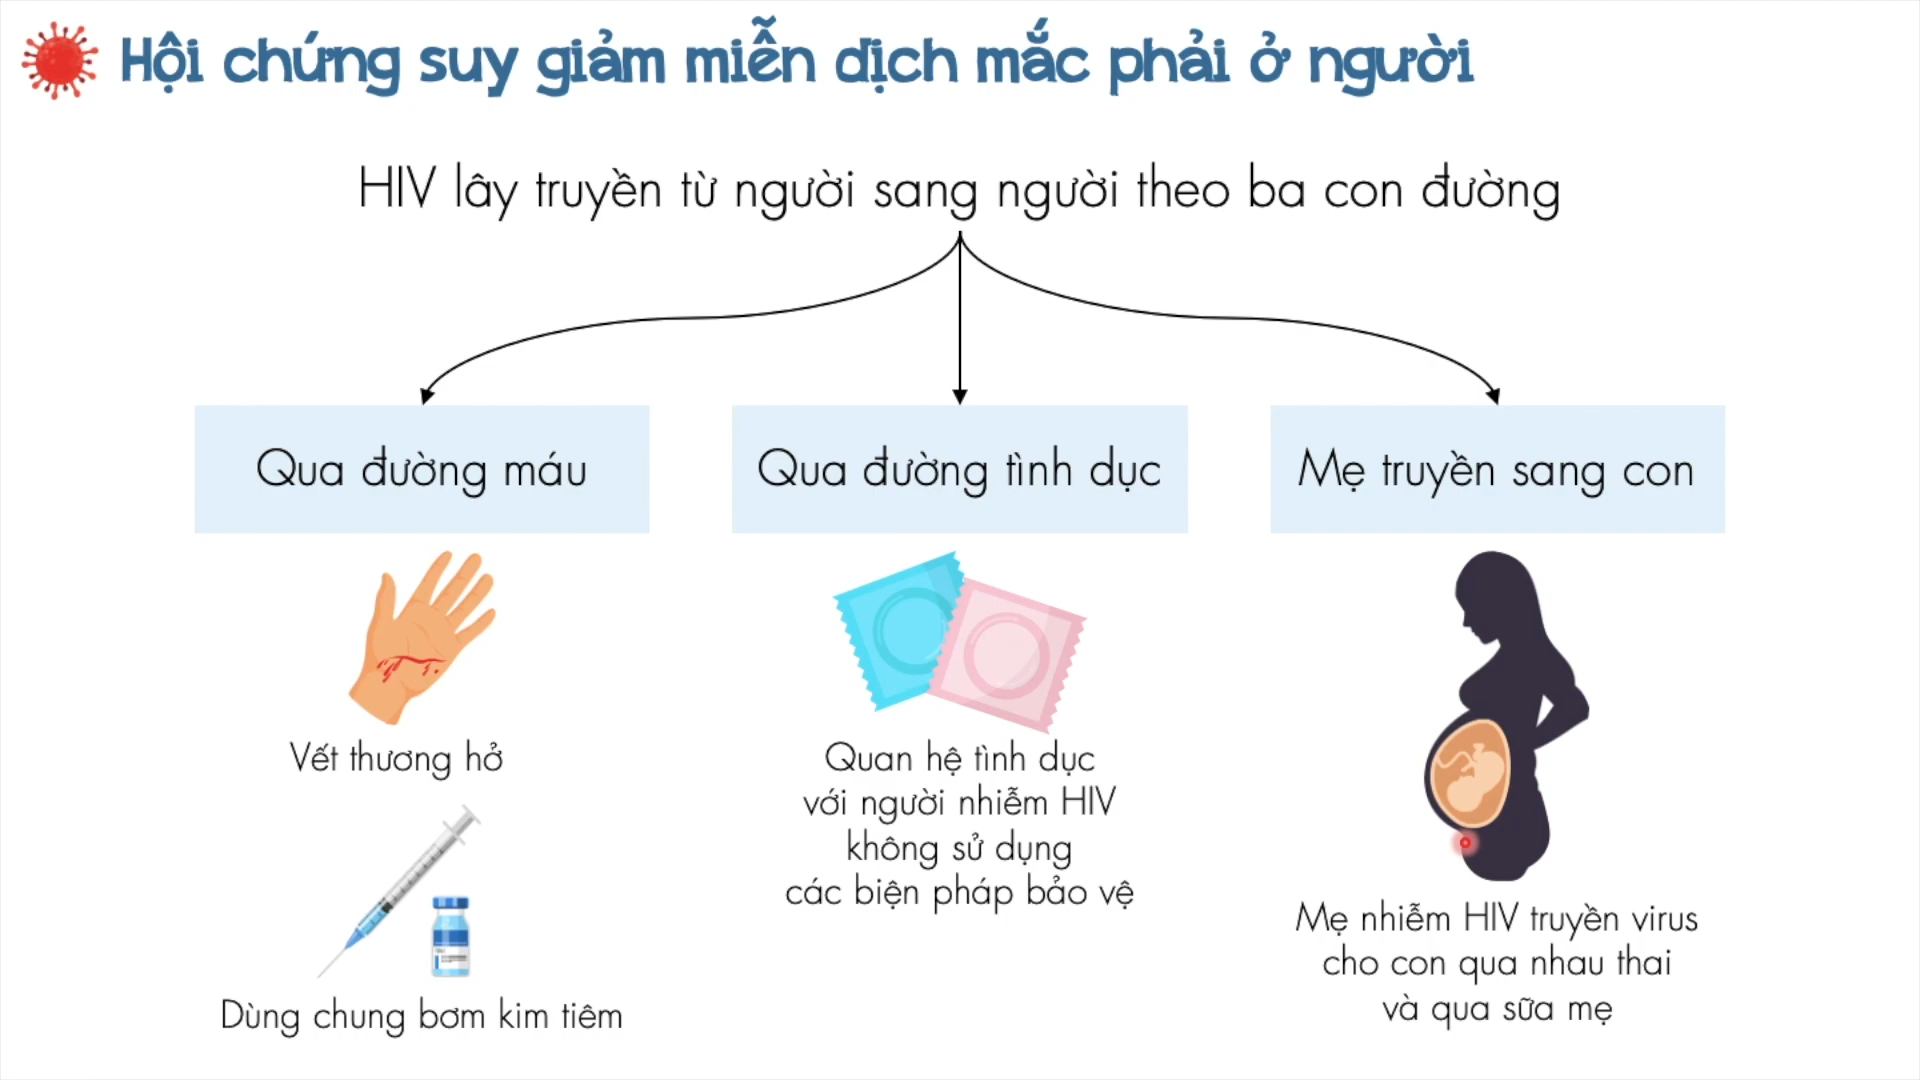 Hội chứng suy giảm miễn dịch mắc phải ở người
HIV lây truyền từ người sang người theo ba con đường
Qua đường máu
Qua đường tình dục
Mẹ truyền sang con
Vết thương hở
Dùng chung bơm kim tiêm
Quan hệ tình dục
với người nhiễm HIV
không sử dụng
các biện pháp bảo vệ
Mẹ nhiễm HIV truyền virus
cho con qua nhau thai
và qua sữa mẹ